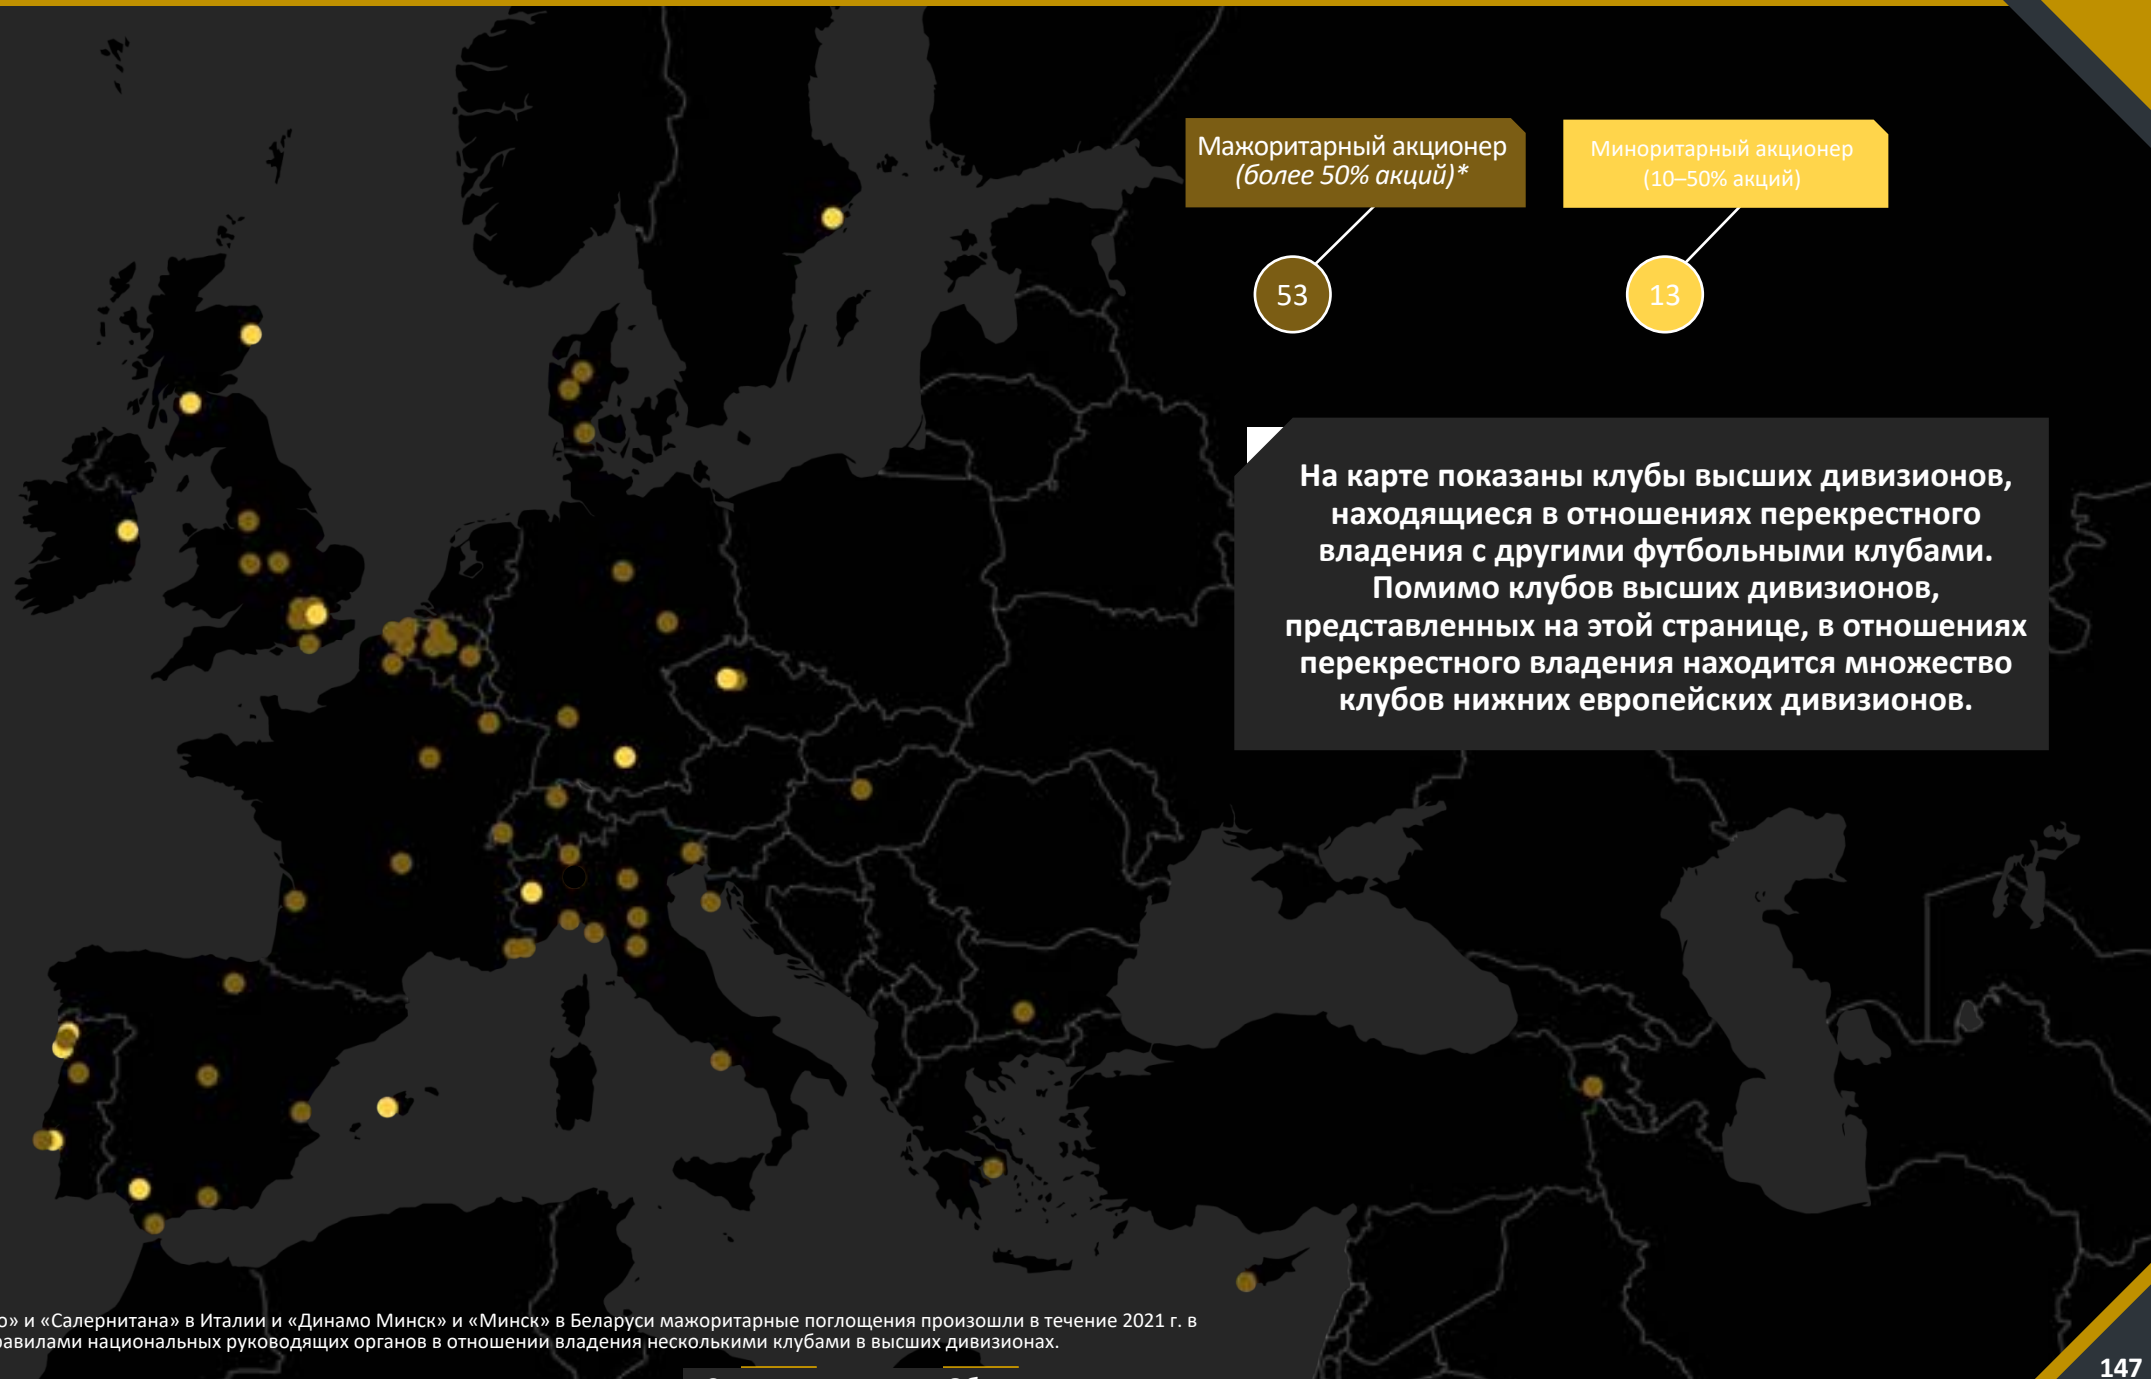 Мажоритарный акционер
(более 50% акций)*
Миноритарный акционер
(10–50% акций)
53
13
На карте показаны клубы высших дивизионов,
находящиеся в отношениях перекрестного
владения с другими футбольными клубами.
Помимо клубов высших дивизионов,
представленных на этой странице, в отношениях
перекрестного владения находится множество
клубов нижних европейских дивизионов.
и «Салернитана» в Италии и «Динамо Минск» и «Минск» в Беларуси мажоритарные поглощения произошли в течение 2021 г. в
национальных руководящих органов в отношении владения несколькими клубами в высших дивизионах.
147